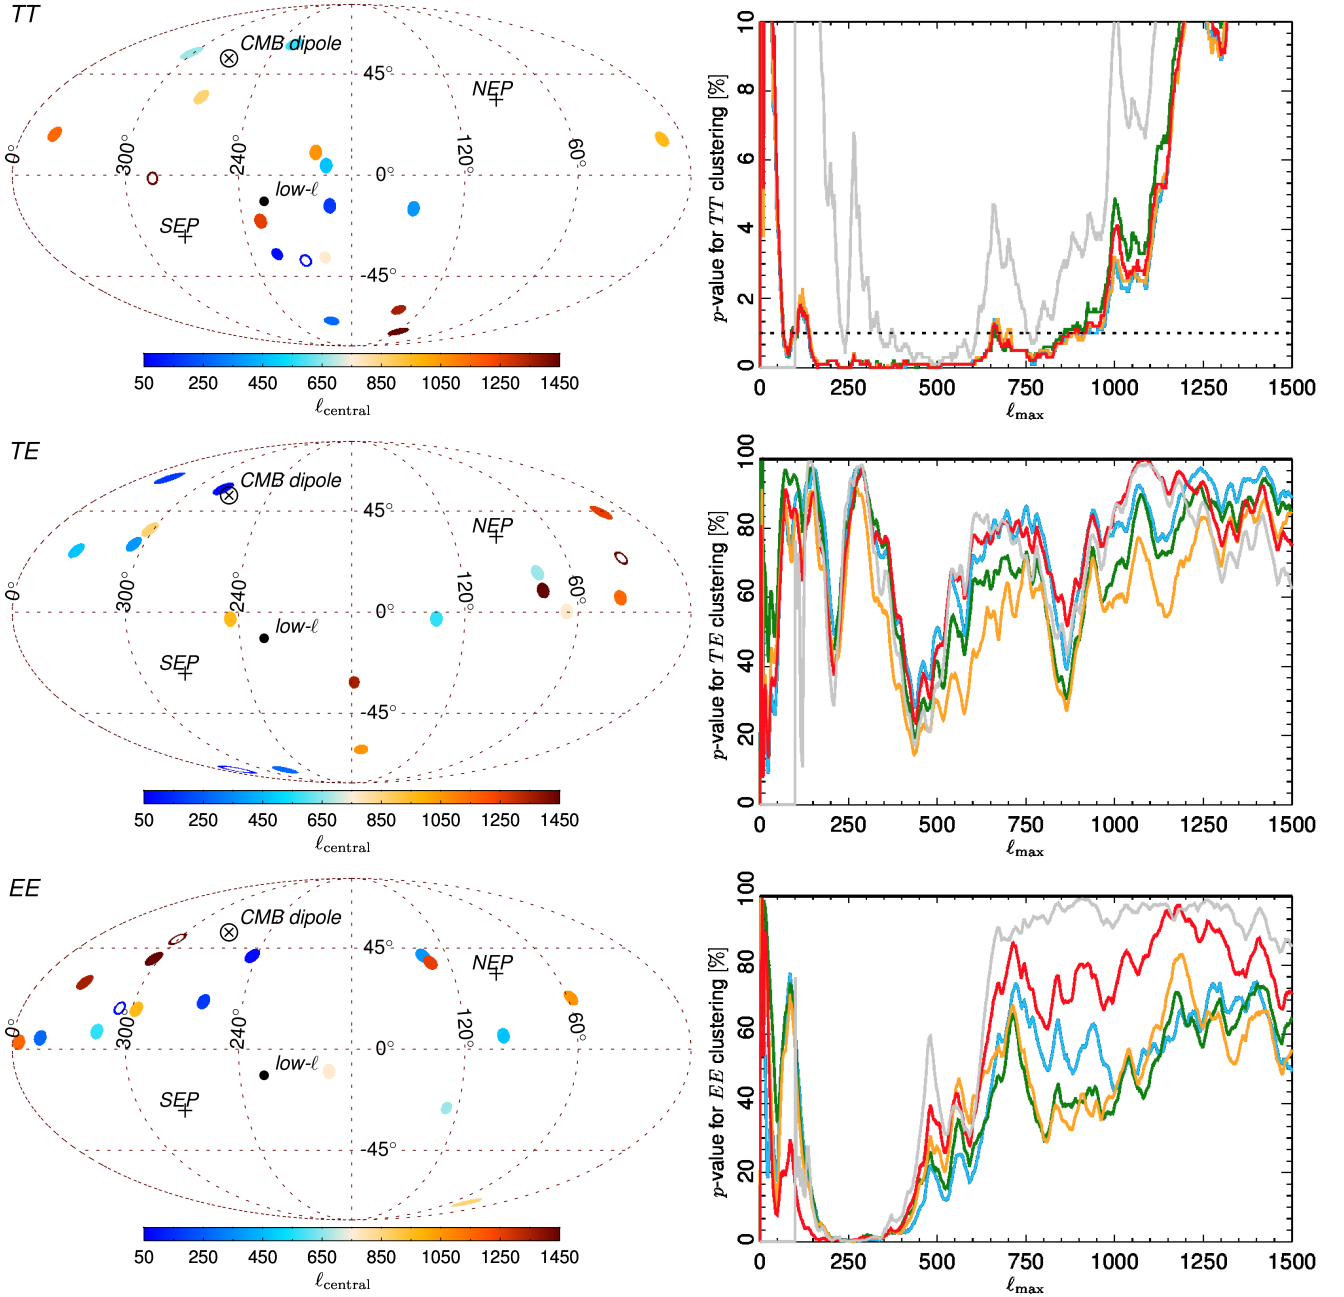 TT
CMB dipole
45°
NEP
0°
300°
240°
0°
120°
60°
low-ℓ
SEP
-45°
50 250 450 650 850 1050 1250 1450
ℓcentral
p-value for TT clustering [%]
10
8
6
4
2
0
0 250 500 750 1000 1250 1500
ℓmax
TE
CMB dipole
45°
NEP
0°
300°
240°
0°
120°
60°
low-ℓ
SEP
-45°
50 250 450 650 850 1050 1250 1450
ℓcentral
p-value for TE clustering [%]
100
80
60
40
20
0
0 250 500 750 1000 1250 1500
ℓmax
EE
CMB dipole
45°
NEP
0°
300°
240°
0°
120°
60°
low-ℓ
SEP
-45°
50 250 450 650 850 1050 1250 1450
ℓcentral
p-value for EE clustering [%]
100
80
60
40
20
0
0 250 500 750 1000 1250 1500
ℓmax